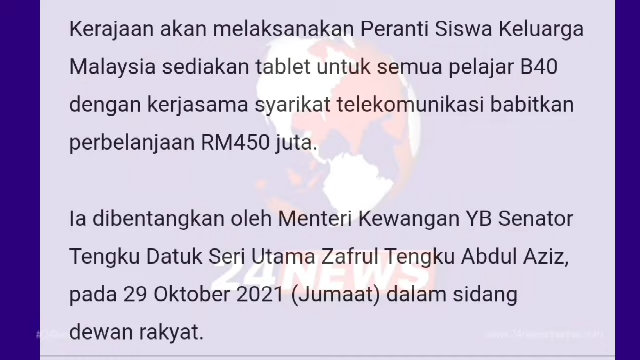 Kerajaan akan melaksanakan Peranti Siswa Keluarga
Malaysia sediakan tablet untuk semua pelajar B40
dengan kerjasama syarikat telekomunikasi babitkan
perbelanjaan RM450 juta.
Ia dibentangkan oleh Menteri Kewangan YB Senator
Tengku Datuk Seri Utama Zafrul Tengku Abdul Aziz,
24 NEWS
pada 29 Oktober 2021 (Jumaat) dalam sidang
dewan rakyat.